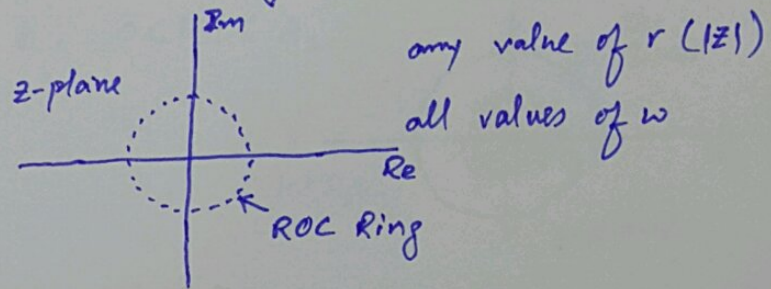 Im
any value of r (|z|)
z-plane
all values of w
Re
ROC Ring